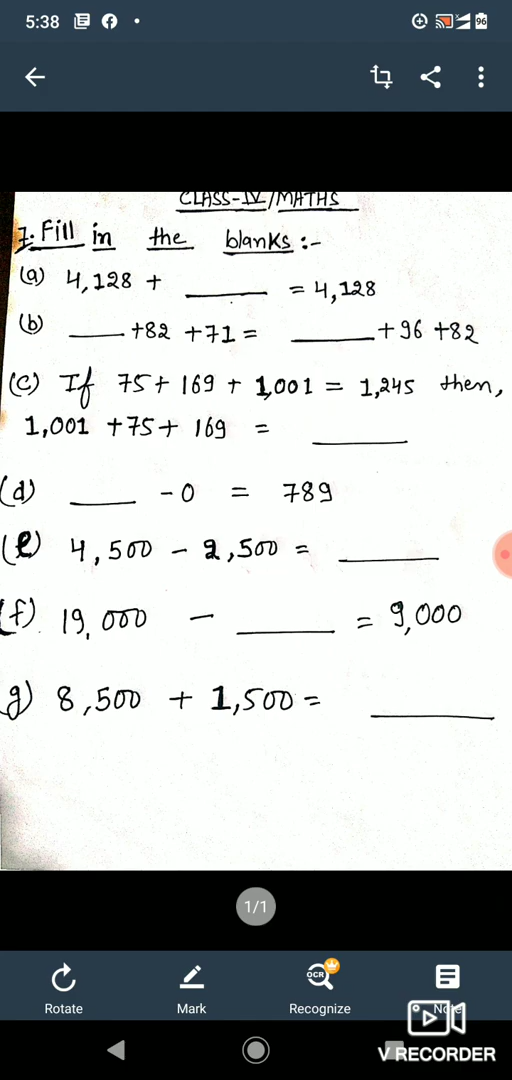 5:38
96
CLASS-IV/MATHS
7. Fill in the blanks :-
(a) 4,128 + ______ = 4,128
(b) ____ +82 +71 = ______ +96 +82
(c) If 75+ 169 + 1,001 = 1,245 then,
1,001 +75+ 169 = ______
(d) ____ -0 = 789
(e) 4,500 - 2,500 = ______
(f) 19,000 - ______ = 9,000
g) 8,500 + 1,500 = ______
1/1
OCR
Rotate Mark Recognize Note
V RECORDER